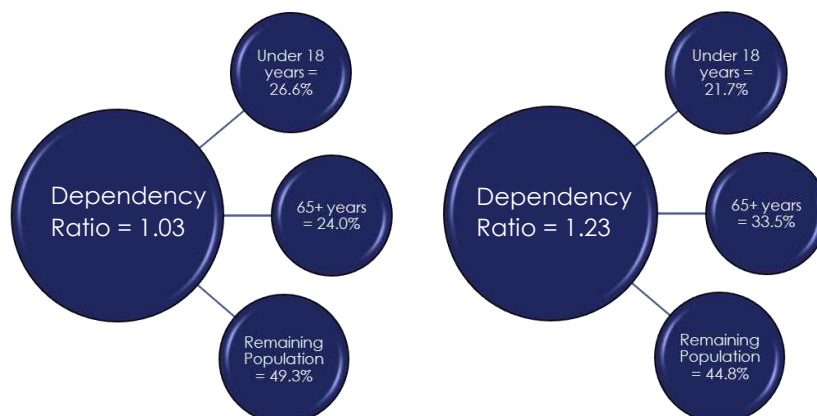 Under 18
years =
26.6%
Dependency
Ratio = 1.03
65+ years
= 24.0%
Remaining
Population
= 49.3%
Under 18
years =
21.7%
Dependency
Ratio = 1.23
65+ years
= 33.5%
Remaining
Population
= 44.8%